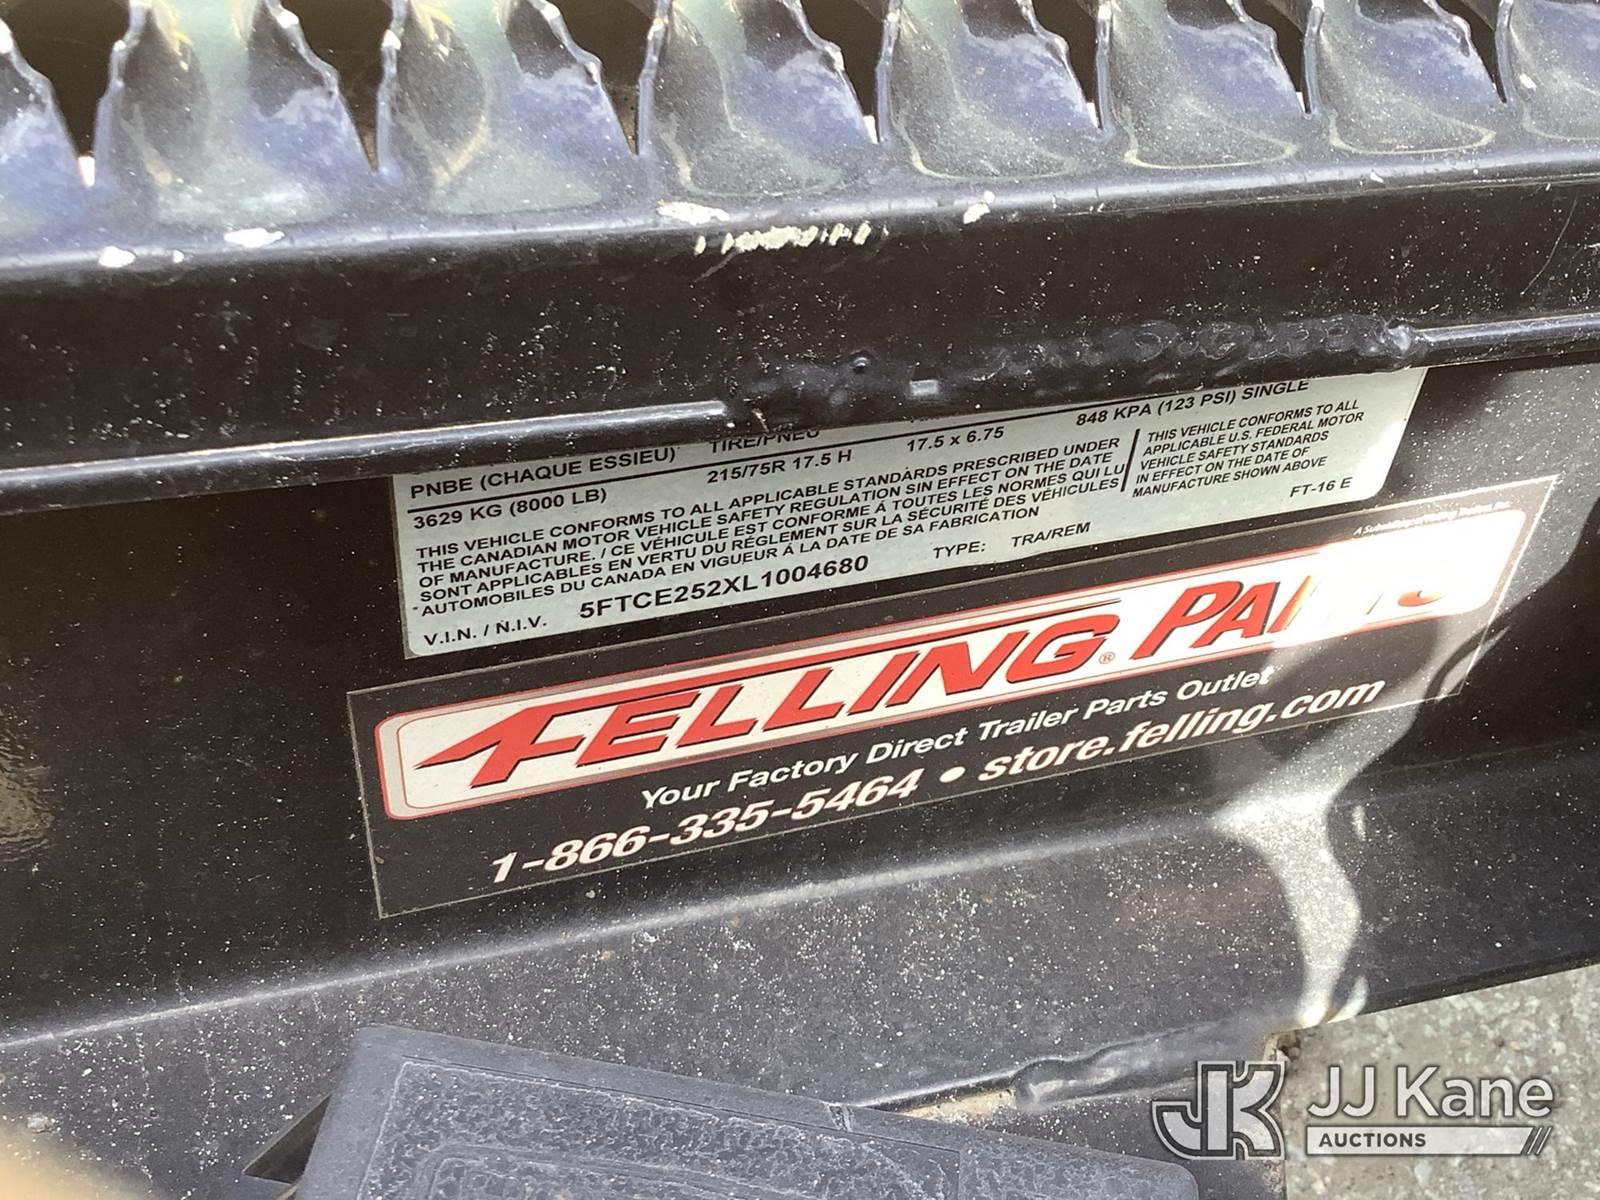 PNBE (CHAQUE ESSIEU) TIRE/PNEU
3629 KG (8000 LB) 215/75R 17.5 H 17.5 x 6.75 848 KPA (123 PSI) SINGLE
THIS VEHICLE CONFORMS TO ALL APPLICABLE STANDARDS PRESCRIBED UNDER
THE CANADIAN MOTOR VEHICLE SAFETY REGULATION SIN EFFECT ON THE DATE
OF MANUFACTURE. / CE VÉHICULE EST CONFORME À TOUTES LES NORMES QUI LU
SONT APPLICABLES EN VERTU DU RÉGLEMENT SUR LA SÉCURITÉ DES VÉHICULES
AUTOMOBILES DU CANADA EN VIGUEUR Á LA DATE DE SA FABRICATION
THIS VEHICLE CONFORMS TO ALL
APPLICABLE U.S. FEDERAL MOTOR
VEHICLE SAFETY STANDARDS
IN EFFECT ON THE DATE OF
MANUFACTURE SHOWN ABOVE
V.I.N. / N.I.V. 5FTCE252XL1004680 TYPE: TRA/REM FT-16 E
FELLING® PARTS
Your Factory Direct Trailer Parts Outlet
1-866-335-5464 • store.felling.com
JK JJ Kane
AUCTIONS